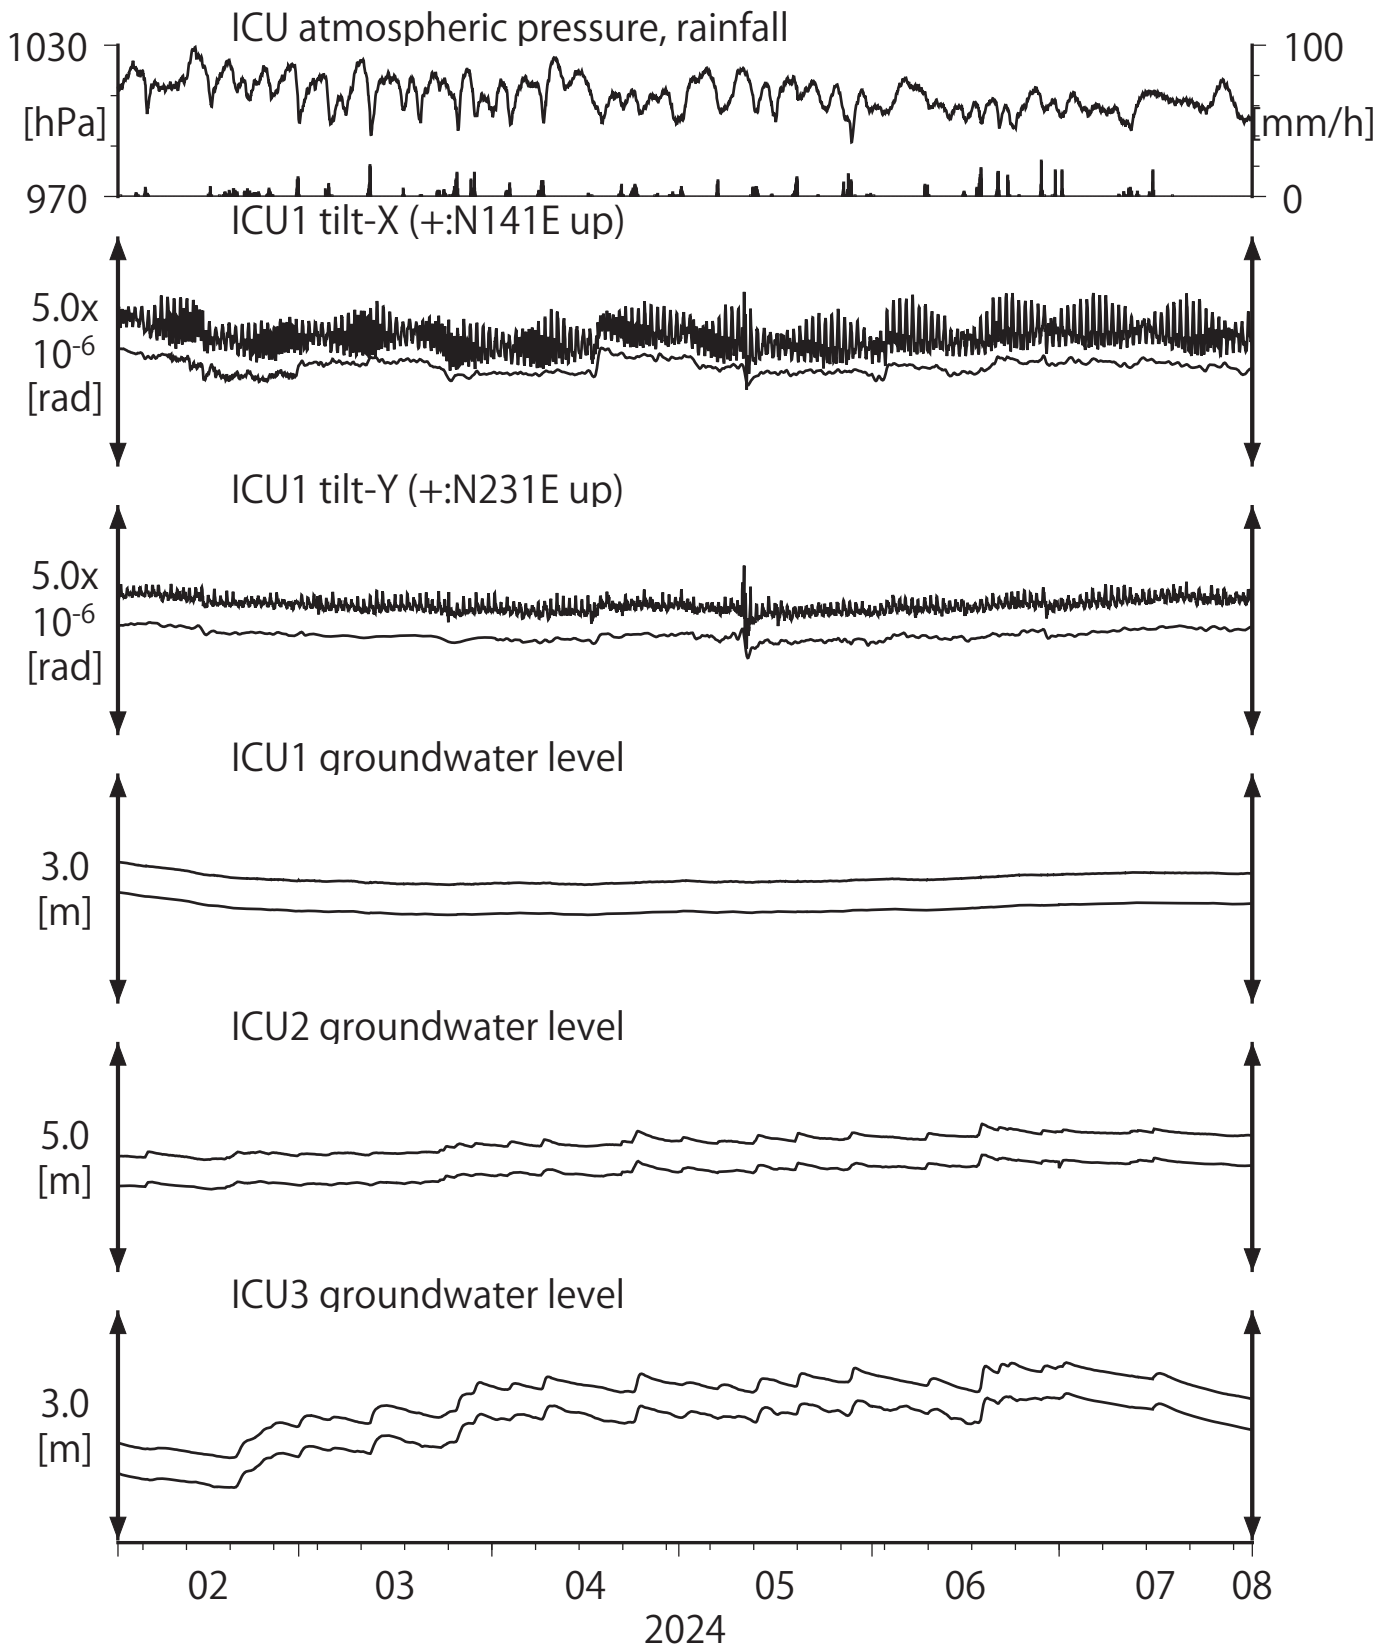 ICU atmospheric pressure, rainfall
1030
100
[hPa]
[mm/h]
970
0
ICU1 tilt-X (+:N141E up)
5.0x
10-6
[rad]
ICU1 tilt-Y (+:N231E up)
5.0x
10-6
[rad]
ICU1 groundwater level
3.0
[m]
ICU2 groundwater level
5.0
[m]
ICU3 groundwater level
3.0
[m]
02 03 04 05 06 07 08
2024